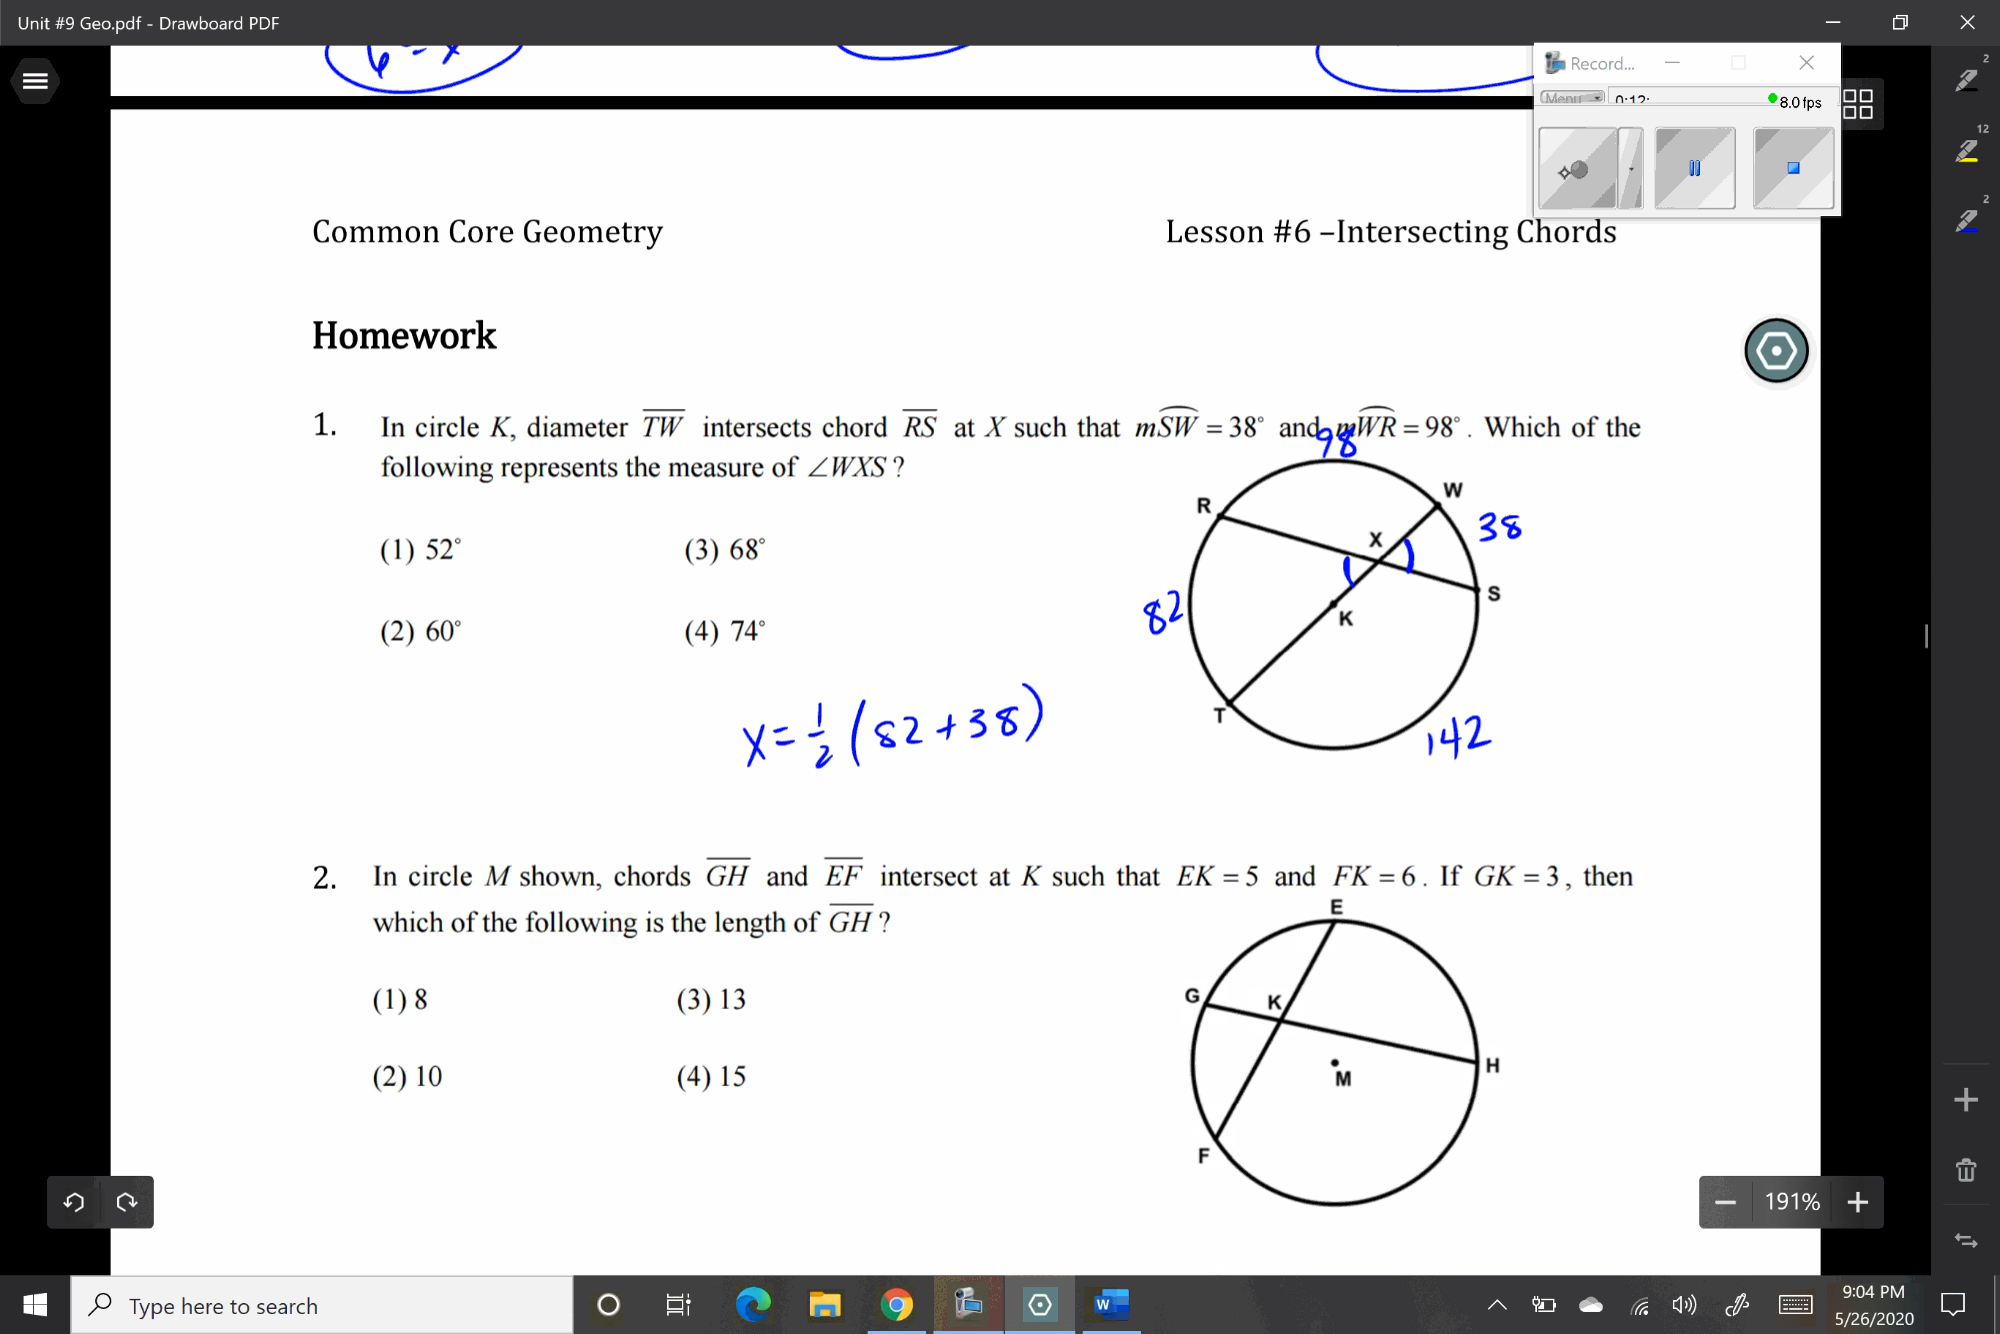 Unit #9 Geo.pdf - Drawboard PDF
6 = x
Record...
Menu
8.0 fps
2
12
2
Common Core Geometry
Lesson #6 –Intersecting Chords
Homework
1. In circle K, diameter TW intersects chord RS at X such that mSW = 38° and mWR = 98°. Which of the
following represents the measure of ∠WXS ?
(1) 52° (3) 68°
(2) 60° (4) 74°
98
R
W
38
X
S
K
82
T
142
X = 1/2 (82 + 38)
2. In circle M shown, chords GH and EF intersect at K such that EK = 5 and FK = 6. If GK = 3, then
which of the following is the length of GH ?
(1) 8 (3) 13
(2) 10 (4) 15
E
G
K
H
M
F
191%
Type here to search
W
9:04 PM
5/26/2020